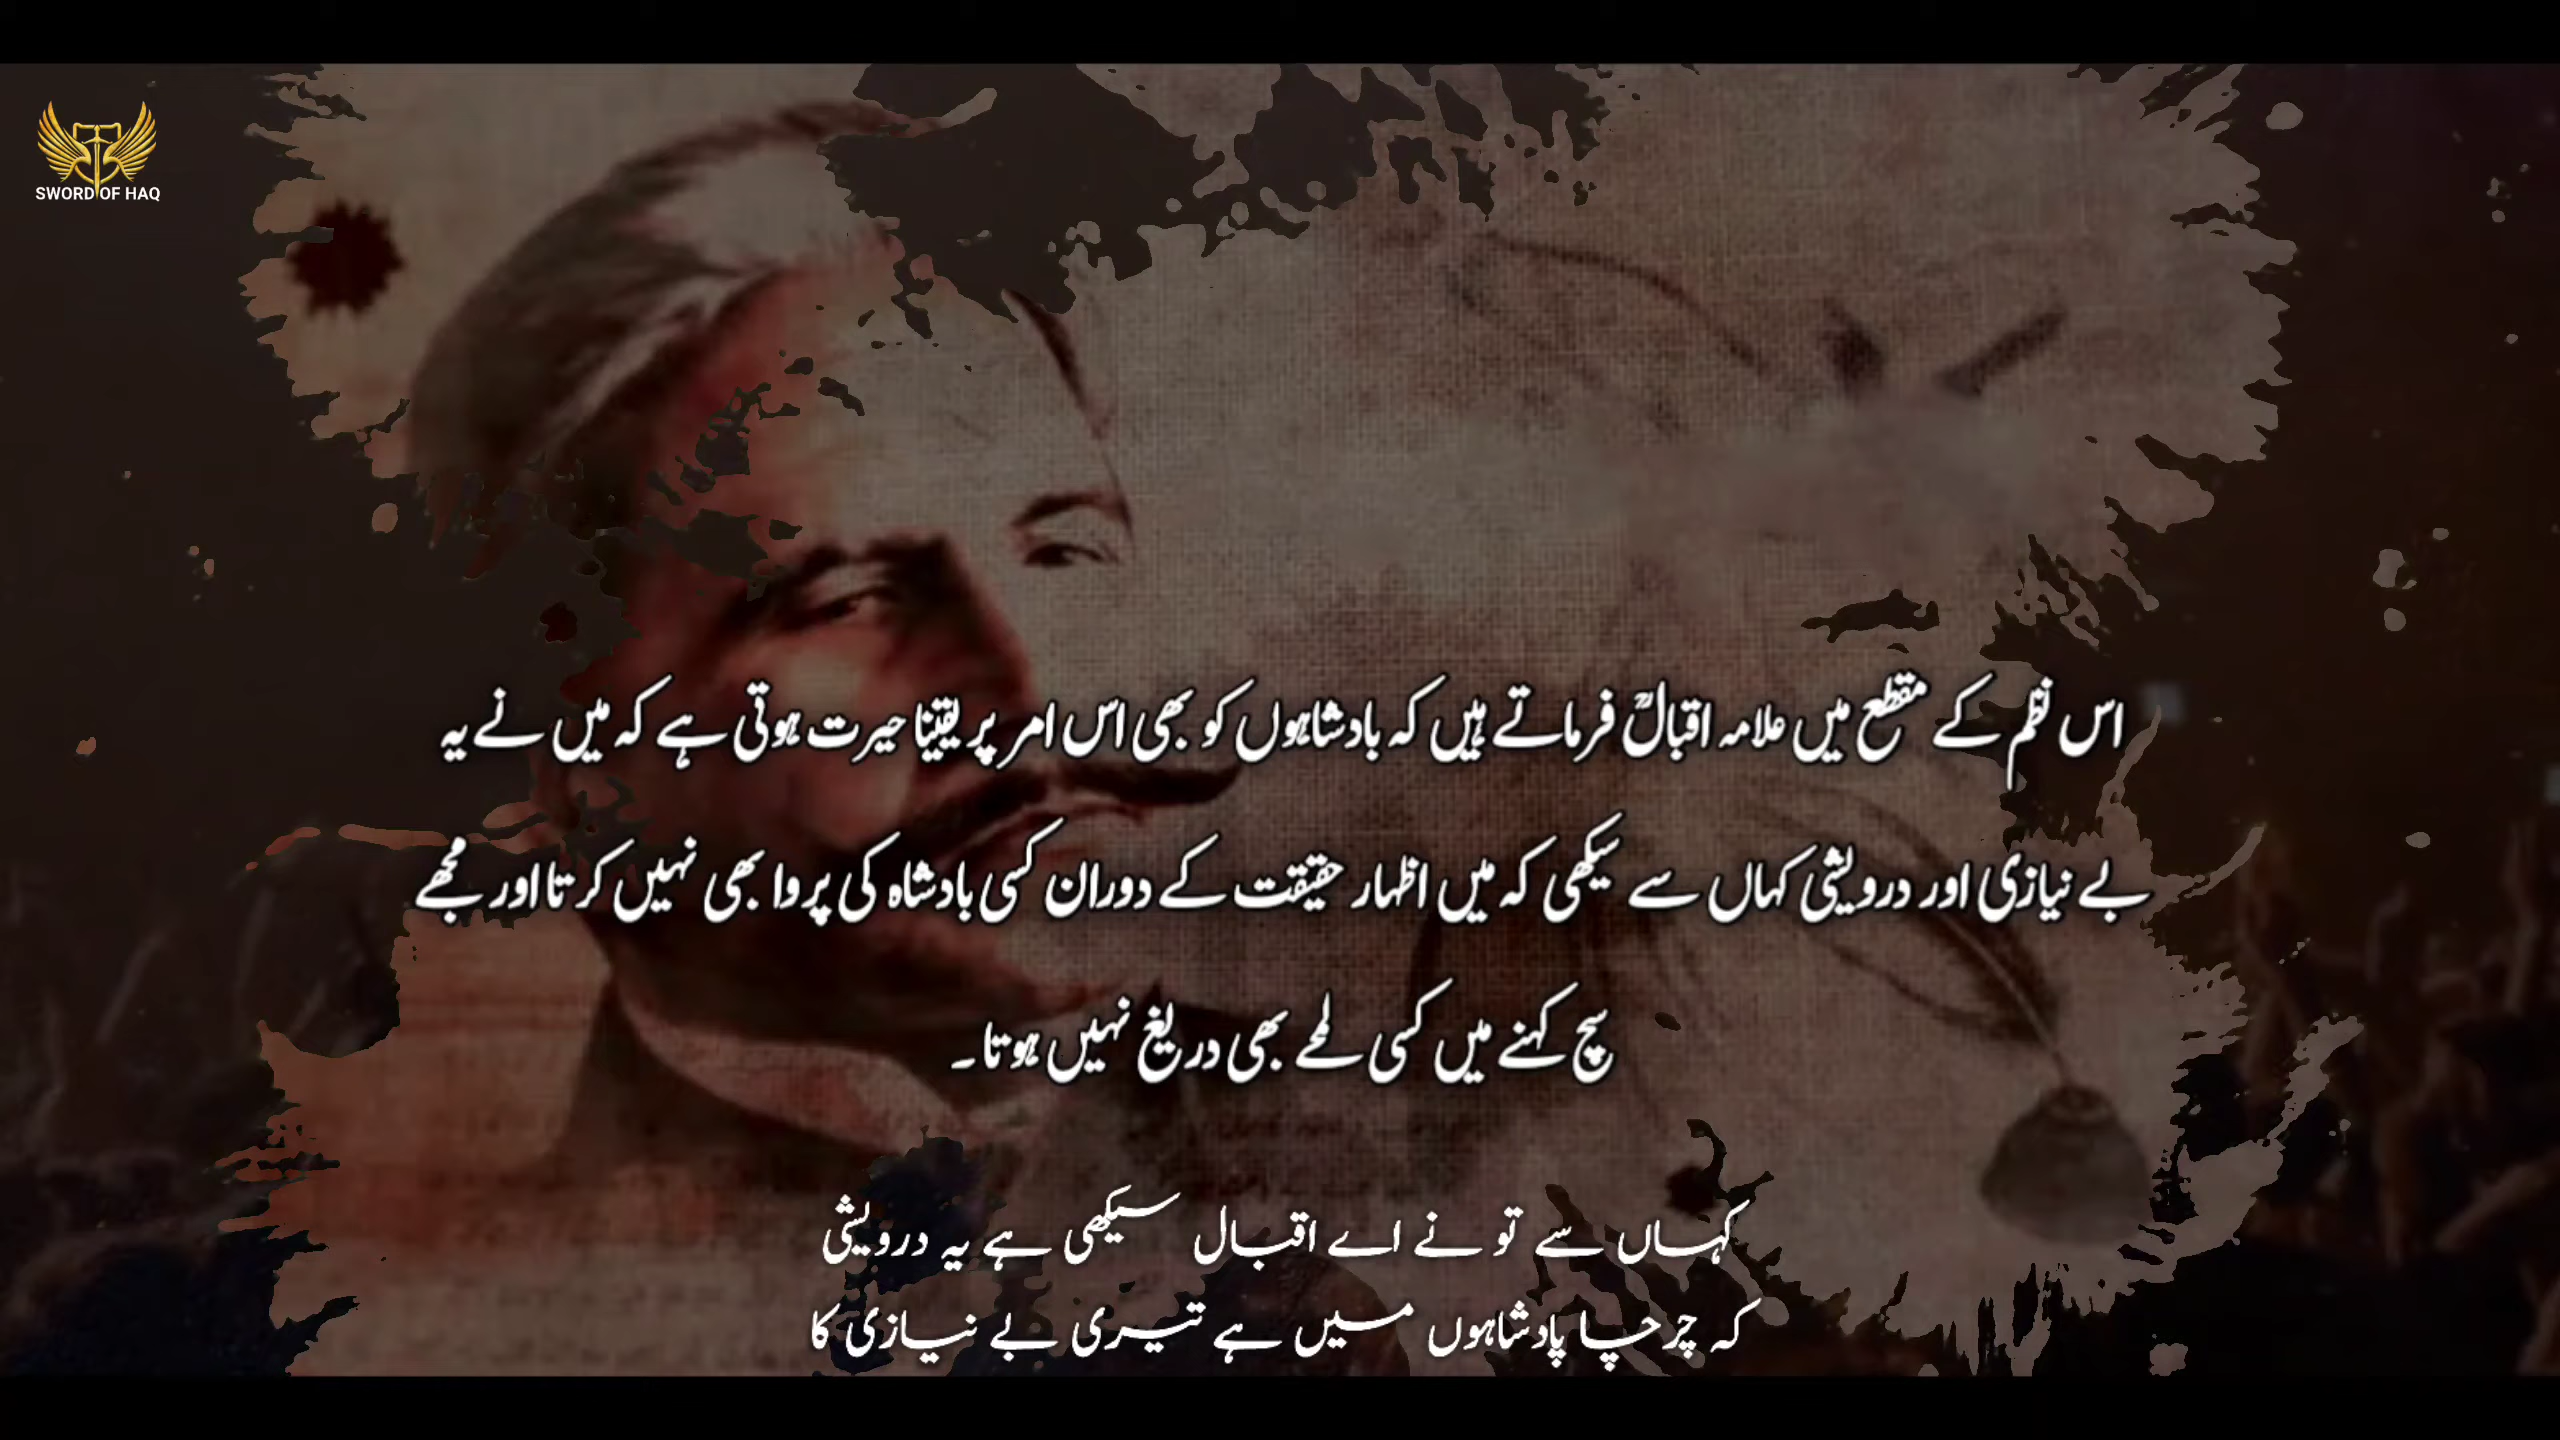 SWORD OF HAQ
اس نظم کے مقطع میں علامہ اقبالؒ فرماتے ہیں کہ بادشاہوں کو بھی اس امر پر یقیناً حیرت ہوتی ہے کہ میں نے یہ
بے نیازی اور درویشی کہاں سے سیکھی کہ میں اظہار حقیقت کے دوران کسی بادشاہ کی پروا بھی نہیں کرتا اور مجھے
سچ کہنے میں کسی لمحے بھی دریغ نہیں ہوتا۔
کہاں سے تو نے اے اقبال سیکھی ہے یہ درویشی
کہ چرچا پادشاہوں میں ہے تیری بے نیازی کا